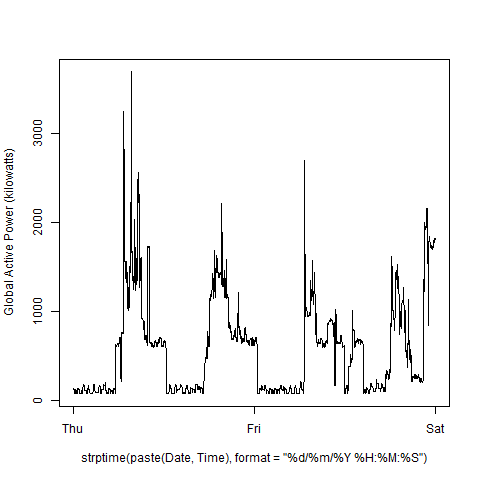 3000
2000
1000
0
Global Active Power (kilowatts)
Thu Fri Sat
strptime(paste(Date, Time), format = "%d/%m/%Y %H:%M:%S")